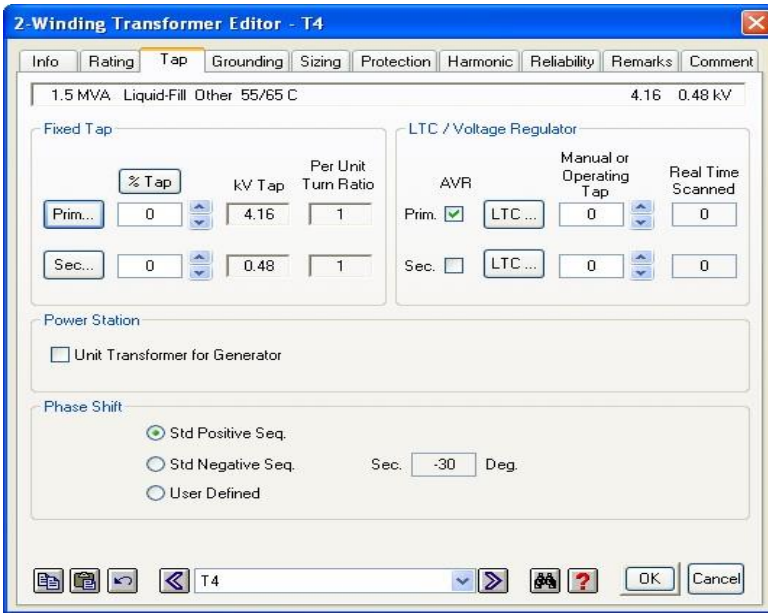 2-Winding Transformer Editor - T4
Info Rating Tap Grounding Sizing Protection Harmonic Reliability Remarks Comment
1.5 MVA Liquid-Fill Other 55/65 C 4.16 0.48 kV
Fixed Tap
% Tap kV Tap Per Unit Turn Ratio
Prim... 0 4.16 1
Sec... 0 0.48 1
LTC / Voltage Regulator
AVR Manual or Operating Tap Real Time Scanned
Prim. LTC ... 0 0
Sec. LTC ... 0 0
Power Station
Unit Transformer for Generator
Phase Shift
Std Positive Seq.
Std Negative Seq. Sec. -30 Deg.
User Defined
T4 ? OK Cancel